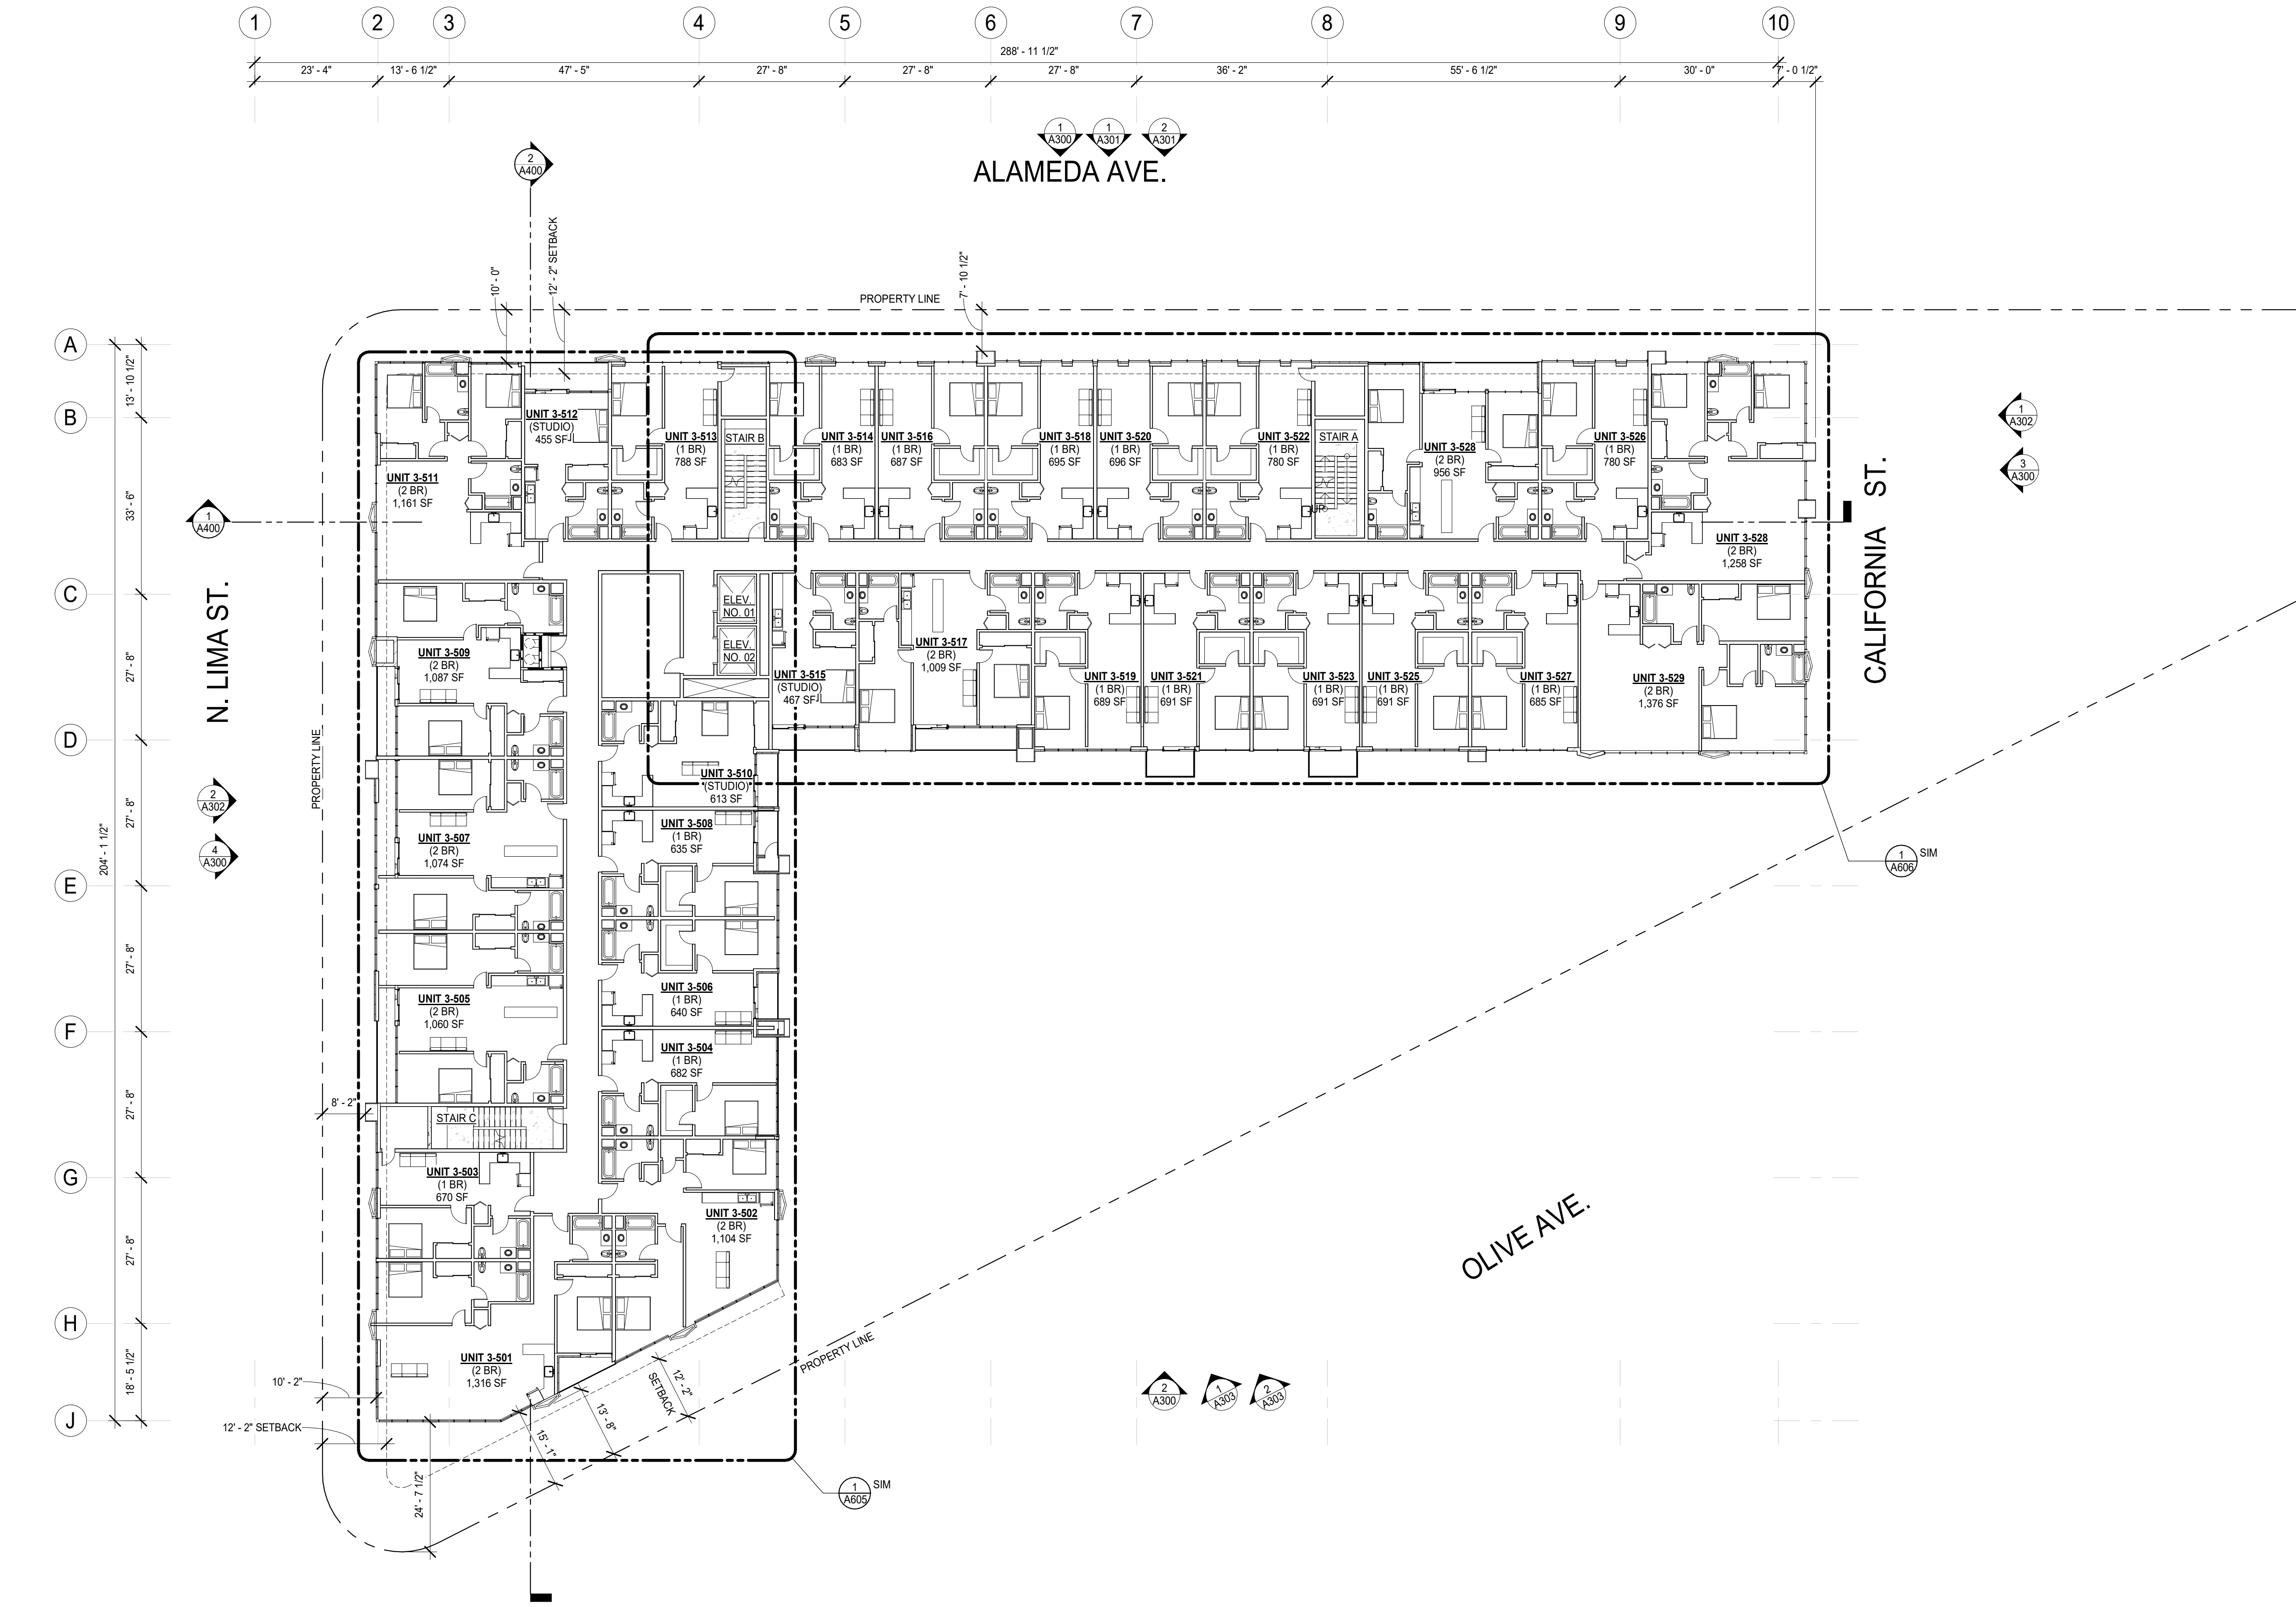 1 2 3 4 5 6 7 8 9 10
288' - 11 1/2"
23' - 4" 13' - 6 1/2" 47' - 5" 27' - 8" 27' - 8" 27' - 8" 36' - 2" 55' - 6 1/2" 30' - 0" 7' - 0 1/2"
1
A300
1
A301
2
A301
ALAMEDA AVE.
2
A400
12' - 2" SETBACK
10' - 0"
7' - 10 1/2"
PROPERTY LINE
A
B
C
D
E
F
G
H
J
13' - 10 1/2"
33' - 6"
27' - 8"
27' - 8"
27' - 8"
27' - 8"
27' - 8"
18' - 5 1/2"
204' - 1 1/2"
1
A400
N. LIMA ST.
PROPERTY LINE
2
A302
4
A300
8' - 2"
10' - 2"
12' - 2" SETBACK
24' - 7 1/2"
UNIT 3-511
(2 BR)
1,161 SF
UNIT 3-512
(STUDIO)
455 SF
UNIT 3-513
(1 BR)
788 SF
STAIR B
UNIT 3-514
(1 BR)
683 SF
UNIT 3-516
(1 BR)
687 SF
UNIT 3-518
(1 BR)
695 SF
UNIT 3-520
(1 BR)
696 SF
UNIT 3-522
(1 BR)
780 SF
STAIR A
UP
UNIT 3-528
(2 BR)
956 SF
UNIT 3-526
(1 BR)
780 SF
UNIT 3-528
(2 BR)
1,258 SF
1
A302
3
A300
CALIFORNIA ST.
ELEV.
NO. 01
ELEV.
NO. 02
UNIT 3-509
(2 BR)
1,087 SF
UNIT 3-515
(STUDIO)
467 SF
UNIT 3-517
(2 BR)
1,009 SF
UNIT 3-519
(1 BR)
689 SF
UNIT 3-521
(1 BR)
691 SF
UNIT 3-523
(1 BR)
691 SF
UNIT 3-525
(1 BR)
691 SF
UNIT 3-527
(1 BR)
685 SF
UNIT 3-529
(2 BR)
1,376 SF
UNIT 3-510
(STUDIO)
613 SF
UNIT 3-508
(1 BR)
635 SF
UNIT 3-507
(2 BR)
1,074 SF
1
A606
SIM
UNIT 3-506
(1 BR)
640 SF
UNIT 3-505
(2 BR)
1,060 SF
UNIT 3-504
(1 BR)
682 SF
STAIR C
UNIT 3-503
(1 BR)
670 SF
UNIT 3-502
(2 BR)
1,104 SF
UNIT 3-501
(2 BR)
1,316 SF
OLIVE AVE.
PROPERTY LINE
12' - 2"
SETBACK
13' - 8"
15' - 1"
2
A300
1
A303
2
A303
1
A605
SIM